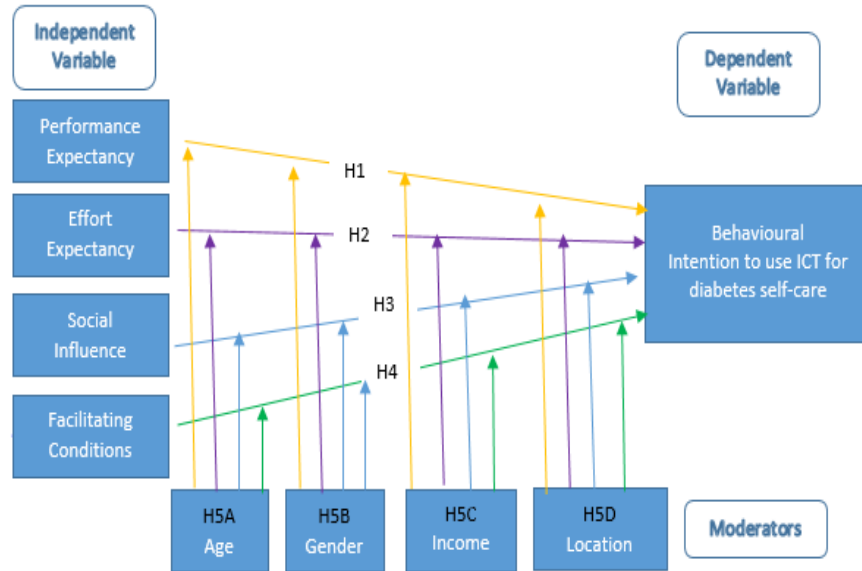 Independent
Variable
Dependent
Variable
Performance
Expectancy
H1
Effort
Expectancy
H2
Behavioural
Intention to use ICT for
diabetes self-care
Social
Influence
H3
H4
Facilitating
Conditions
H5A
Age
H5B
Gender
H5C
Income
H5D
Location
Moderators